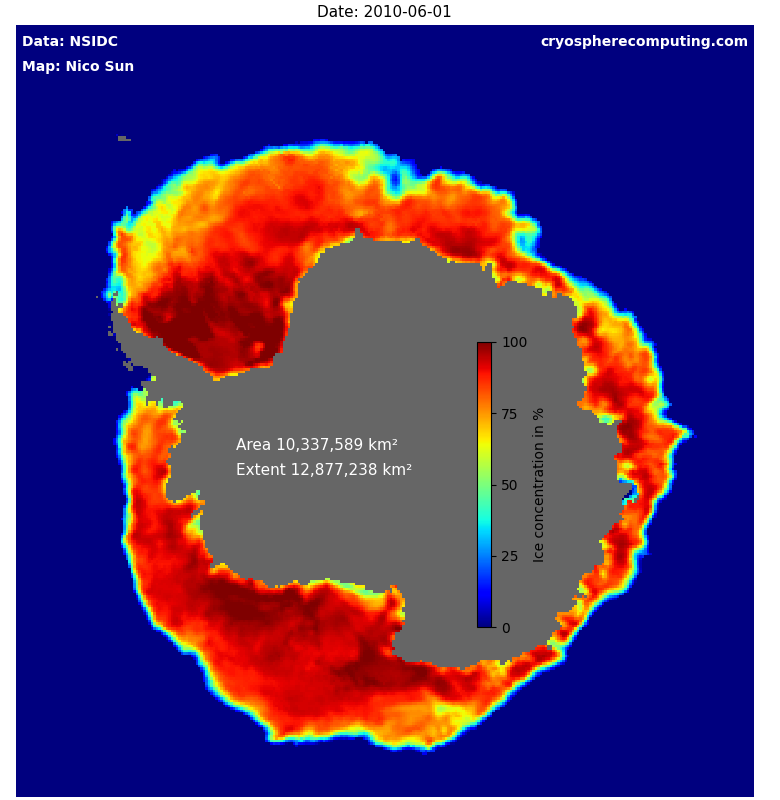 Date: 2010-06-01
Data: NSIDC
cryospherecomputing.com
Map: Nico Sun
Area 10,337,589 km²
Extent 12,877,238 km²
100
75
50
25
0
Ice concentration in %